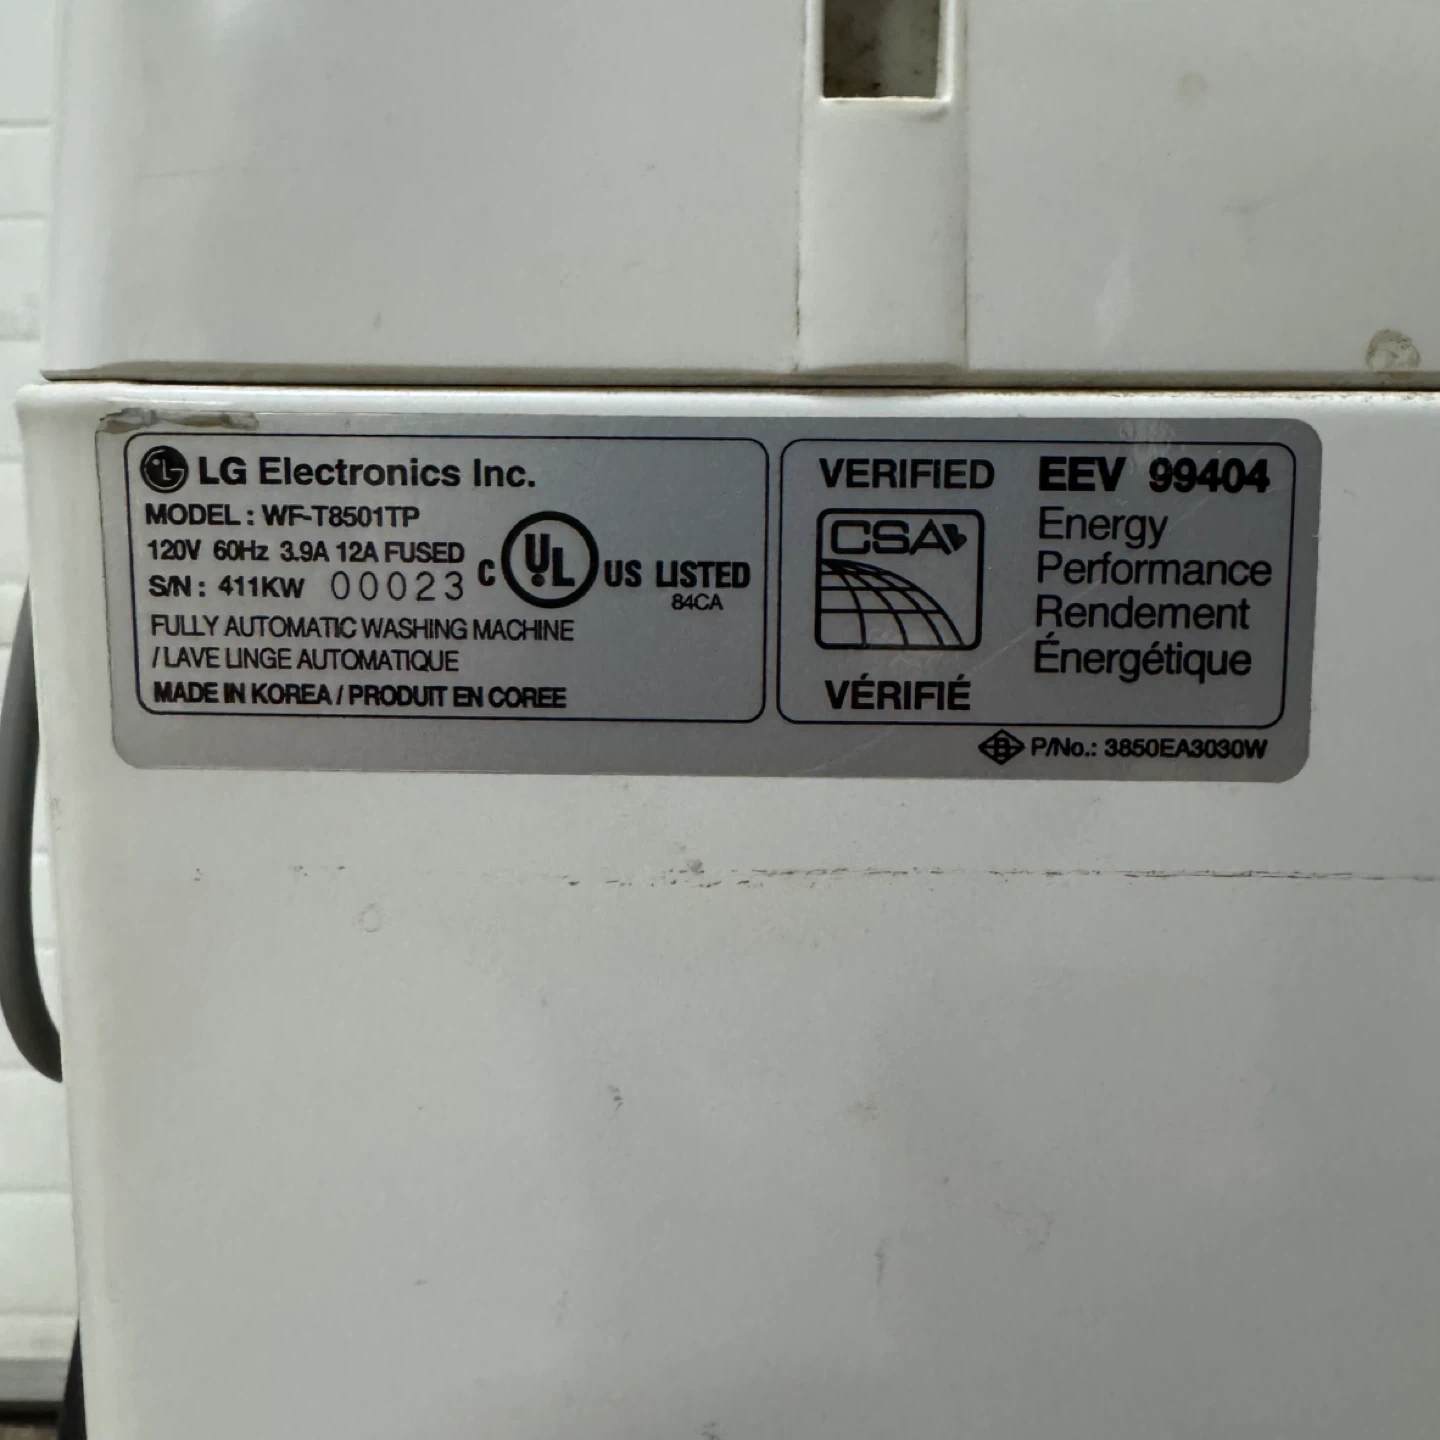 LG Electronics Inc.
MODEL : WF-T8501TP
120V 60Hz 3.9A 12A FUSED
S/N : 411KW 00023
C UL US LISTED
84CA
FULLY AUTOMATIC WASHING MACHINE
/ LAVE LINGE AUTOMATIQUE
MADE IN KOREA / PRODUIT EN COREE
VERIFIED
CSA
VÉRIFIÉ
EEV 99404
Energy
Performance
Rendement
Énergétique
P/No.: 3850EA3030W